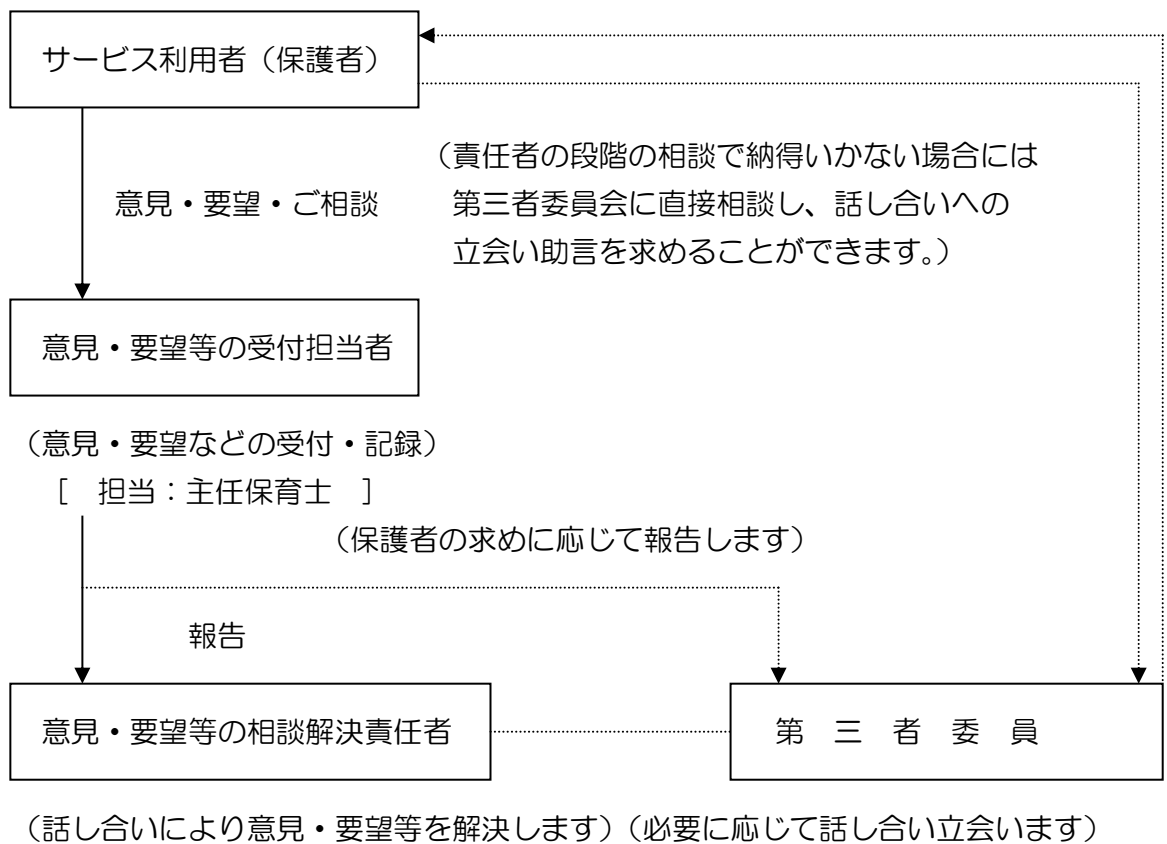 サービス利用者（保護者）
（責任者の段階の相談で納得いかない場合には
意見・要望・ご相談
第三者委員会に直接相談し、話し合いへの
立会い助言を求めることができます。）
意見・要望等の受付担当者
（意見・要望などの受付・記録）
［　担当：主任保育士　］
（保護者の求めに応じて報告します）
報告
意見・要望等の相談解決責任者
第　三　者　委　員
（話し合いにより意見・要望等を解決します）（必要に応じて話し合い立会います）